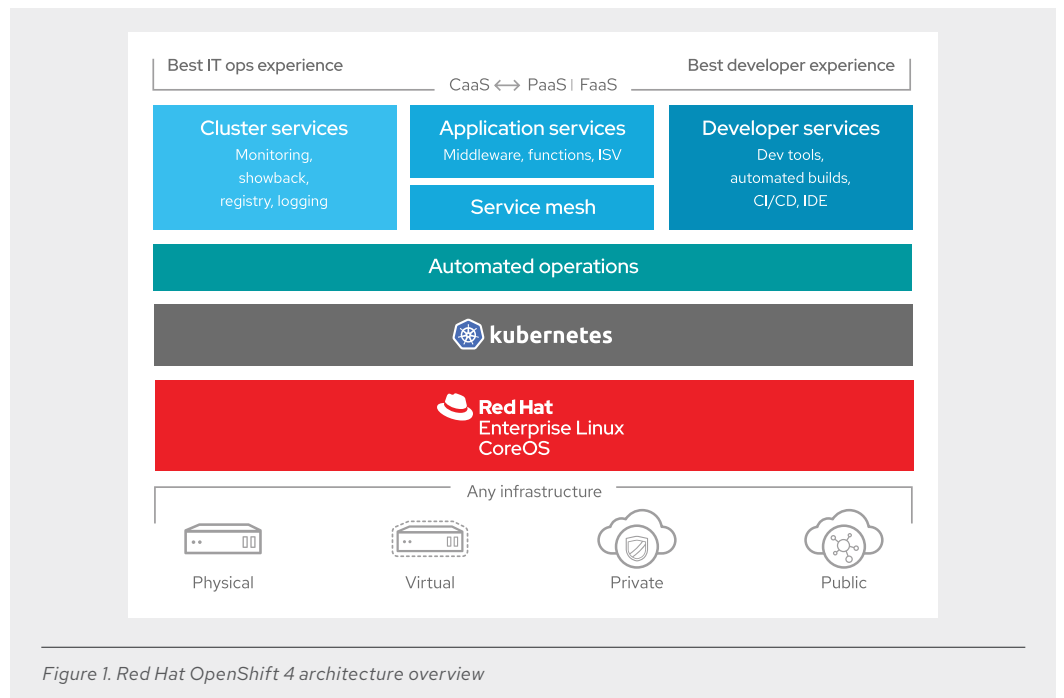 Best IT ops experience
Best developer experience
CaaS ⟷ PaaS | FaaS
Cluster services
Monitoring,
showback,
registry, logging
Application services
Middleware, functions, ISV
Service mesh
Developer services
Dev tools,
automated builds,
CI/CD, IDE
Automated operations
kubernetes
Red Hat
Enterprise Linux
CoreOS
Any infrastructure
Physical
Virtual
Private
Public
Figure 1. Red Hat OpenShift 4 architecture overview